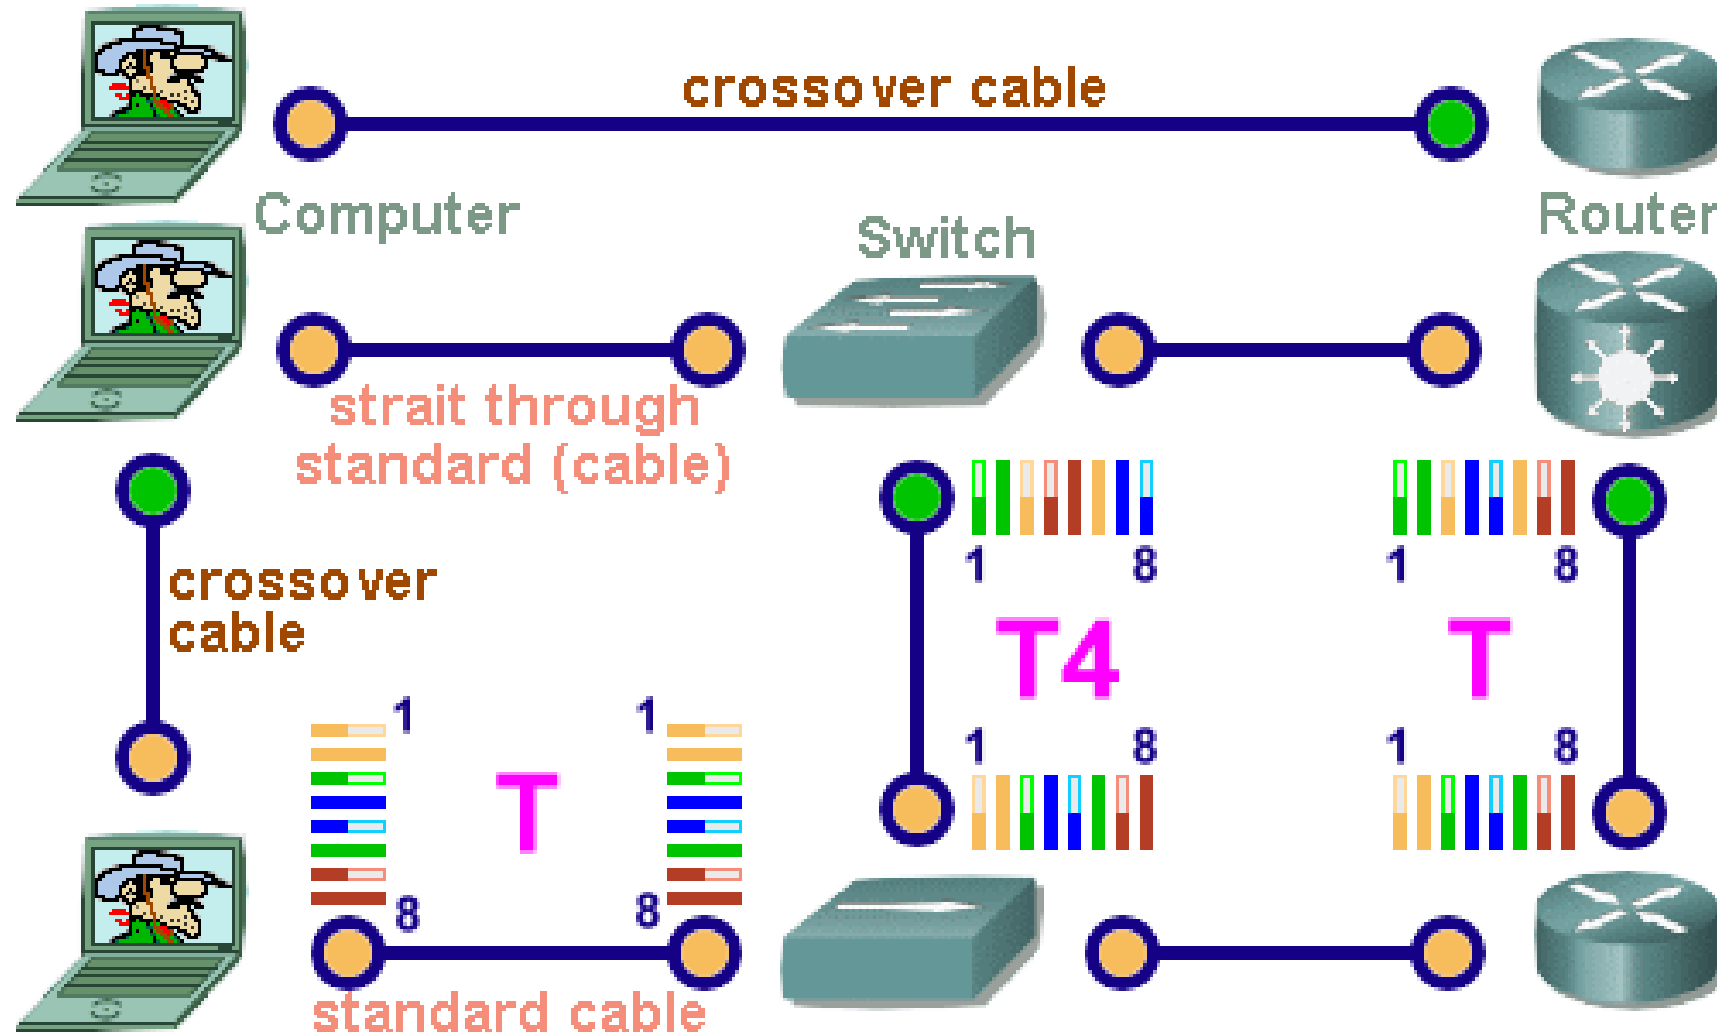 crossover cable
Computer
Switch
Router
strait through
standard (cable)
1 8
1 8
crossover
cable
T4
T
1
1
1 8
1 8
T
8
8
standard cable